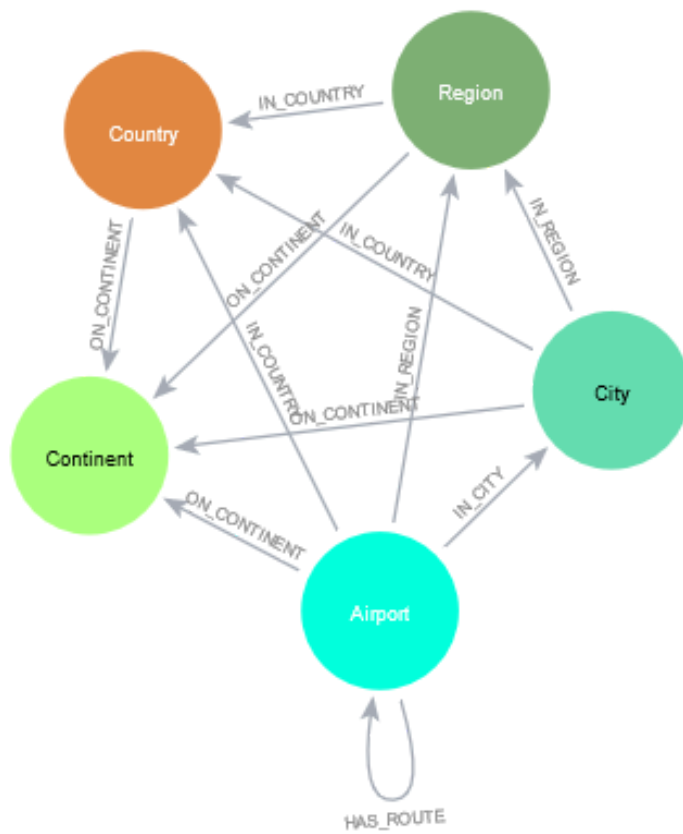 Region
IN_COUNTRY
Country
IN_REGION
ON_CONTINENT
ON_CONTINENT
IN_COUNTRY
IN_COUNTRY
IN_REGION
City
ON_CONTINENT
Continent
IN_CITY
ON_CONTINENT
Airport
HAS_ROUTE